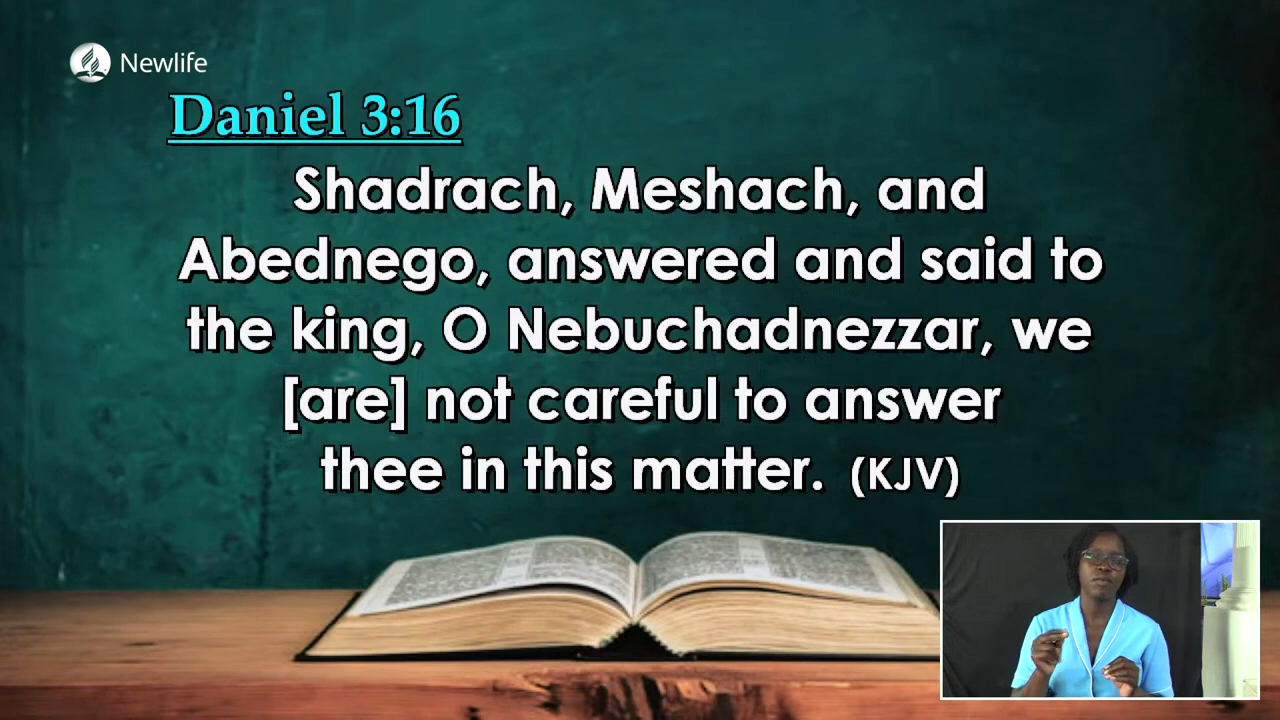 Newlife
Daniel 3:16
Shadrach, Meshach, and
Abednego, answered and said to
the king, O Nebuchadnezzar, we
[are] not careful to answer
thee in this matter. (KJV)